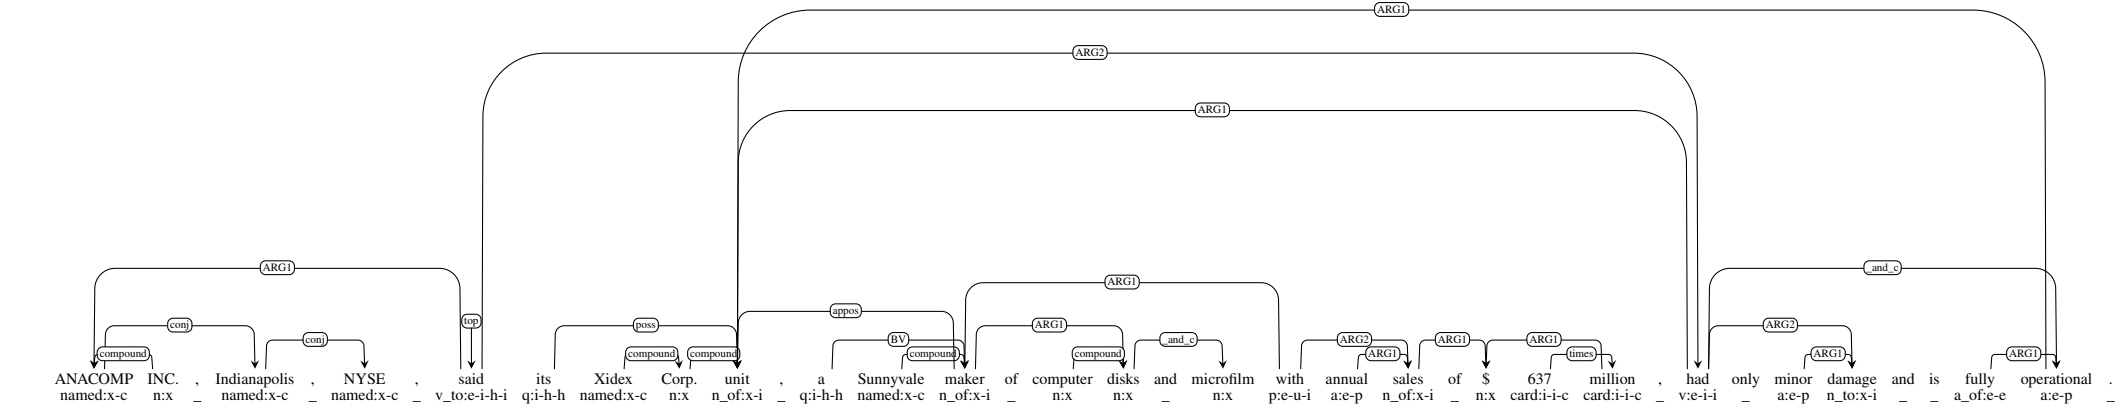 ARG1
ARG2
ARG1
ARG1 _and_c
ARG1
appos
top
conj poss ARG1 ARG2
conj BV _and_c ARG2 ARG1 ARG1
compound compound compound compound compound ARG1 times ARG1 ARG1
ANACOMP INC. , Indianapolis , NYSE , said its Xidex Corp. unit , a Sunnyvale maker of computer disks and microfilm with annual sales of $ 637 million , had only minor damage and is fully operational .
named:x-c n:x _ named:x-c _ named:x-c _ v_to:e-i-h-i q:i-h-h named:x-c n:x n_of:x-i _ q:i-h-h named:x-c n_of:x-i _ n:x n:x _ n:x p:e-u-i a:e-p n_of:x-i _ n:x card:i-i-c card:i-i-c _ v:e-i-i _ a:e-p n_to:x-i _ _ a_of:e-e a:e-p _